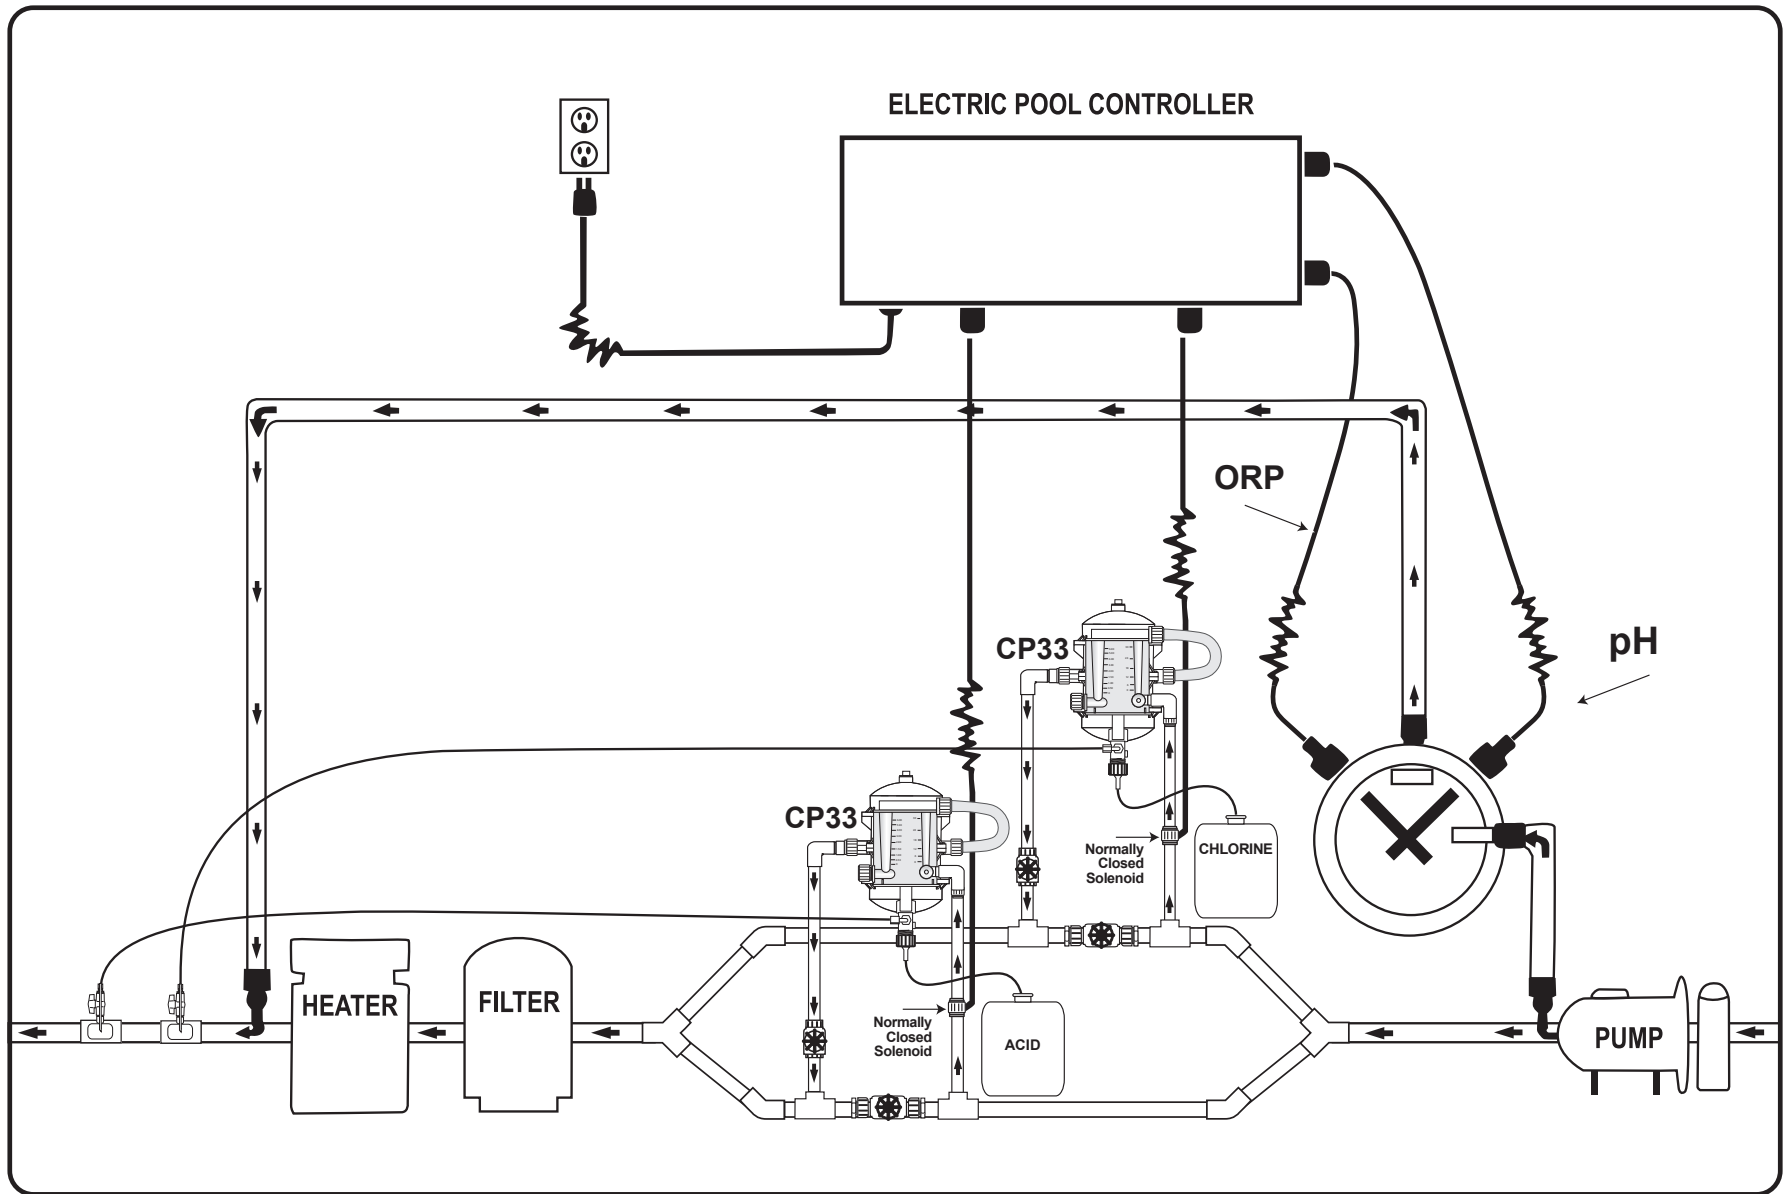 ELECTRIC POOL CONTROLLER
ORP
pH
CP33
CP33
Normally
Closed
Solenoid
CHLORINE
HEATER
FILTER
Normally
Closed
Solenoid
ACID
PUMP